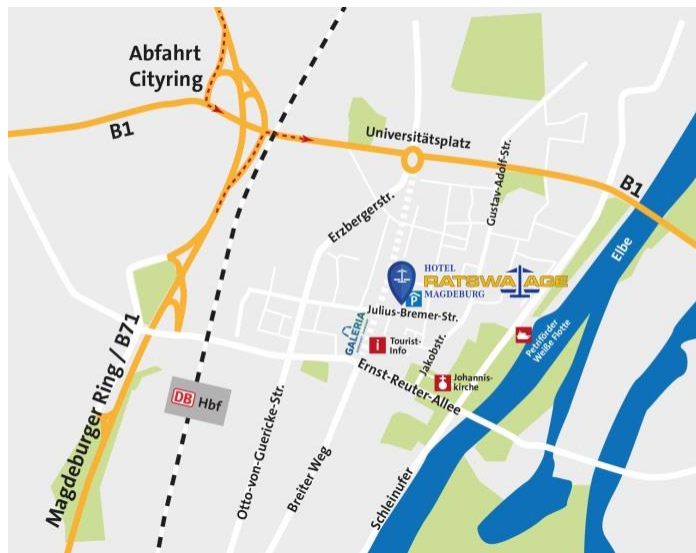 Abfahrt
Cityring
B1
Universitätsplatz
Gustav-Adolf-Str.
B1
Erzbergerstr.
Elbe
HOTEL
RATSWAAGE
MAGDEBURG
P
Julius-Bremer-Str.
GALERIA
i
Tourist-
Info
Jakobstr.
Petriförder
Weiße Flotte
Johannis-
kirche
Ernst-Reuter-Allee
Magdeburger Ring / B71
DB
Hbf
Otto-von-Guericke-Str.
Breiter Weg
Schleinufer